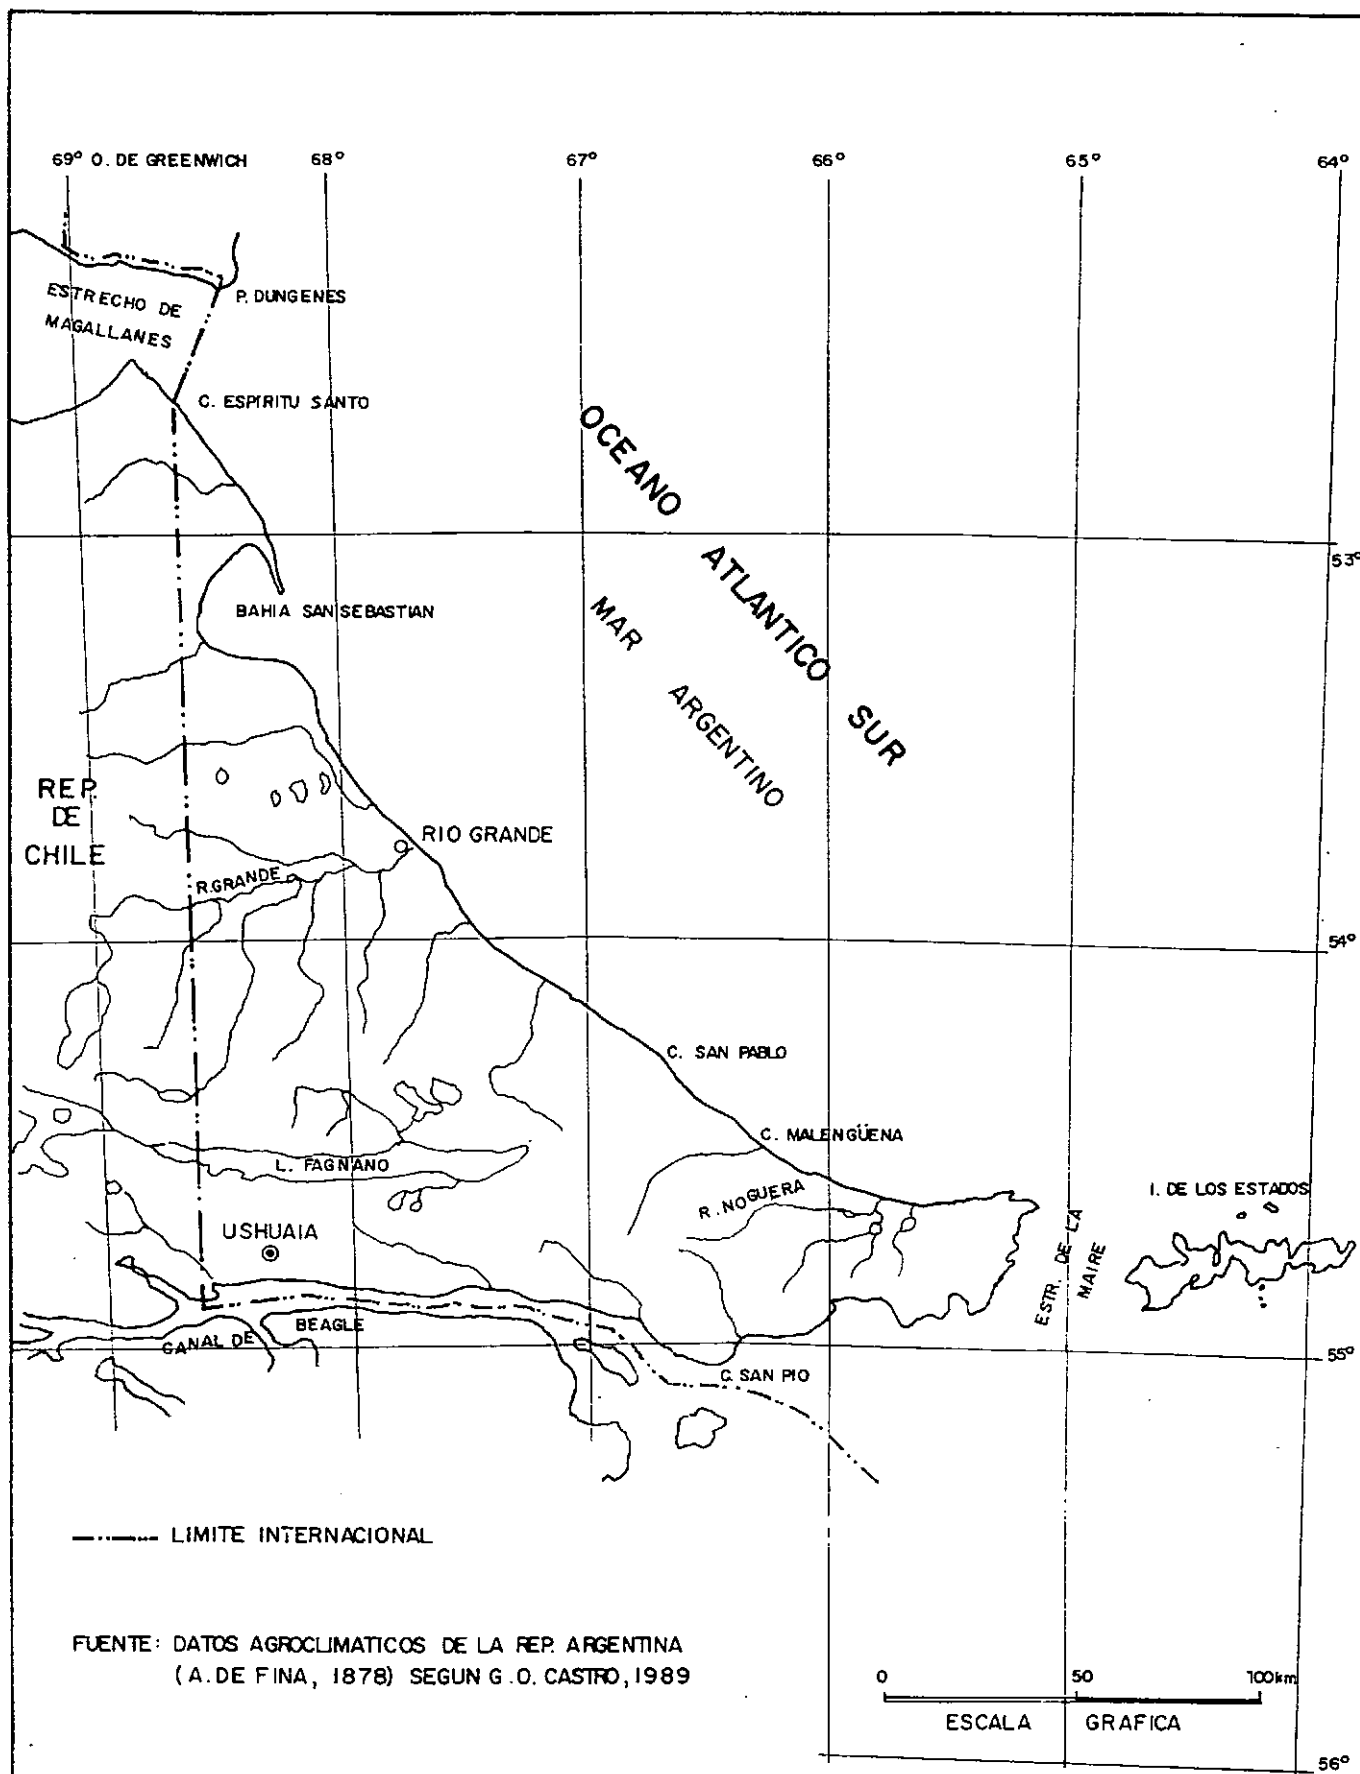 69° O. DE GREENWICH
68°
67°
66°
65°
64°
P. DUNGENES
ESTRECHO DE
MAGALLANES
C. ESPIRITU SANTO
OCEANO ATLANTICO SUR
53°
BAHIA SAN SEBASTIAN
MAR ARGENTINO
REP.
DE
CHILE
RIO GRANDE
R. GRANDE
54°
C. SAN PABLO
C. MALENGÜENA
L. FAGNANO
I. DE LOS ESTADOS
R. NOGUERA
USHUAIA
ESTR. DE LA
MAIRE
CANAL DE BEAGLE
55°
C. SAN PIO
LIMITE INTERNACIONAL
FUENTE: DATOS AGROCLIMATICOS DE LA REP. ARGENTINA
(A. DE FINA, 1878) SEGUN G.O. CASTRO, 1989
0 50 100km
ESCALA GRAFICA
56°